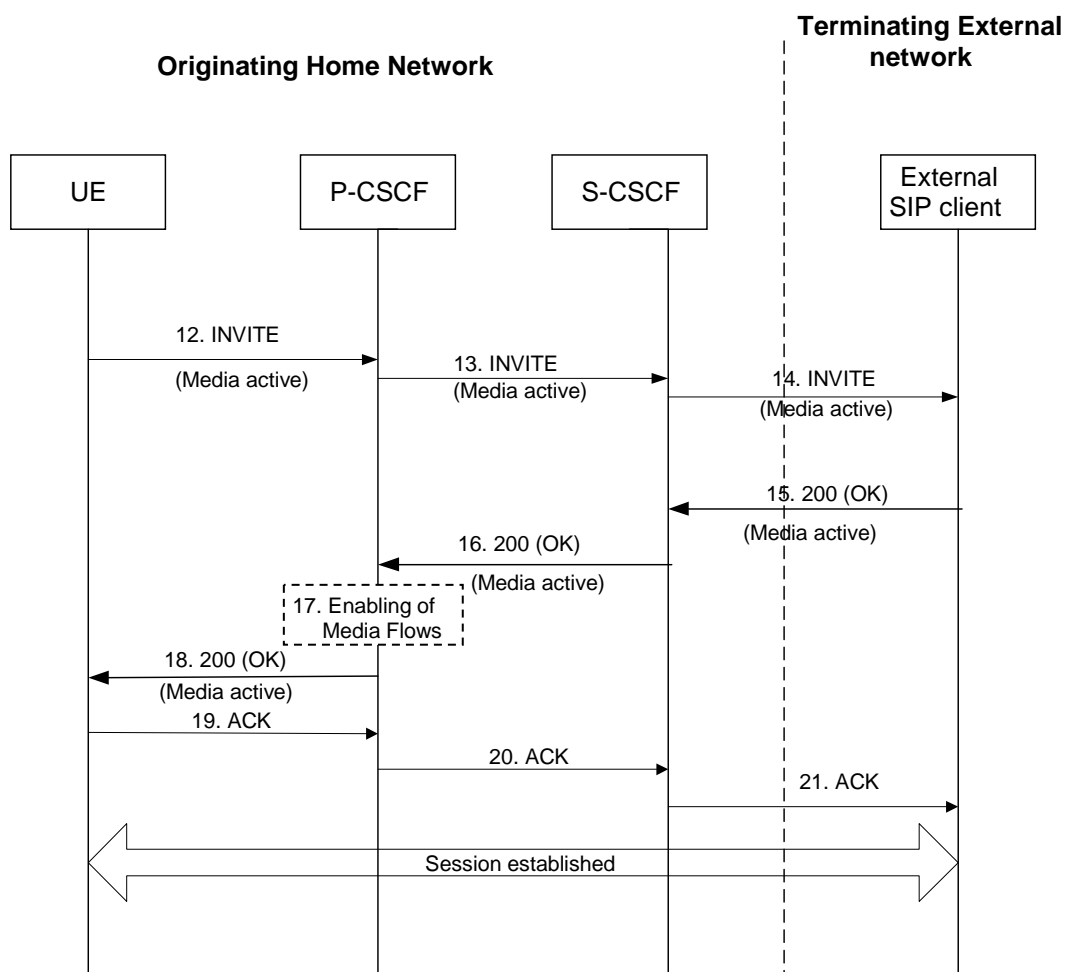 Terminating External
network
Originating Home Network
UE
P-CSCF
S-CSCF
External
SIP client
12. INVITE
(Media active)
13. INVITE
(Media active)
14. INVITE
(Media active)
15. 200 (OK)
(Media active)
16. 200 (OK)
(Media active)
17. Enabling of
Media Flows
18. 200 (OK)
(Media active)
19. ACK
20. ACK
21. ACK
Session established